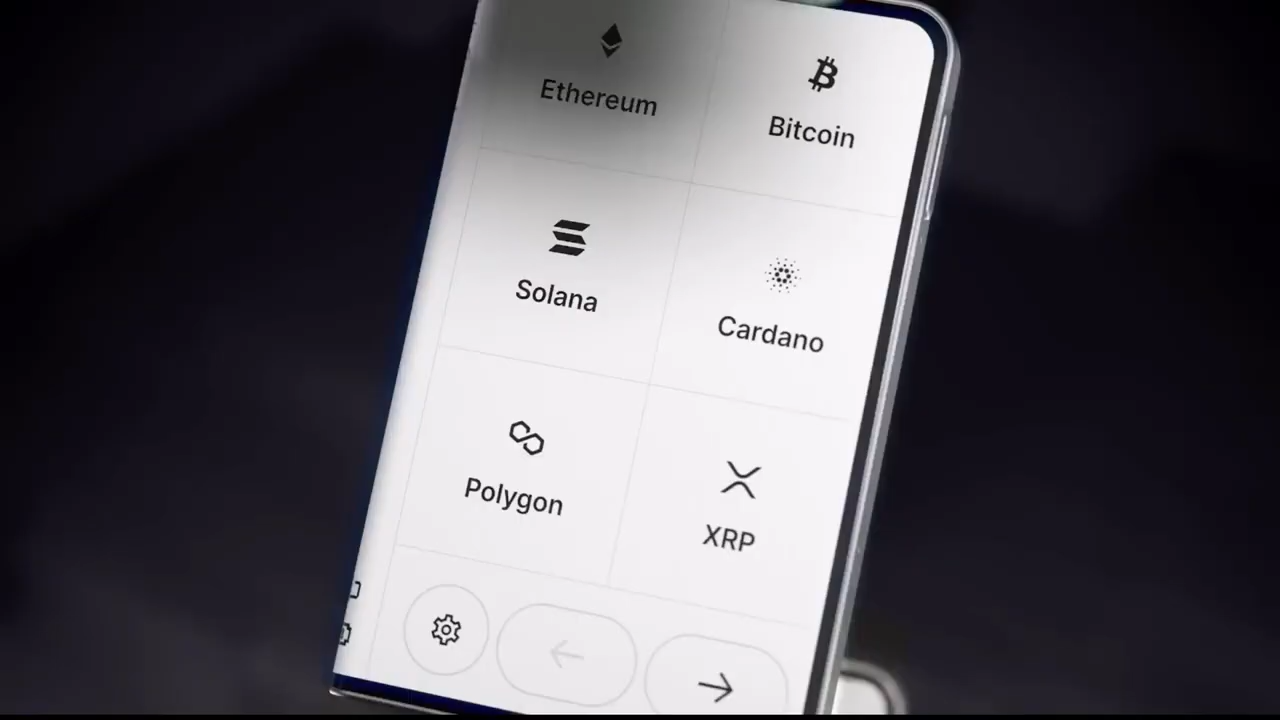 Ethereum
Bitcoin
Solana
Cardano
Polygon
XRP